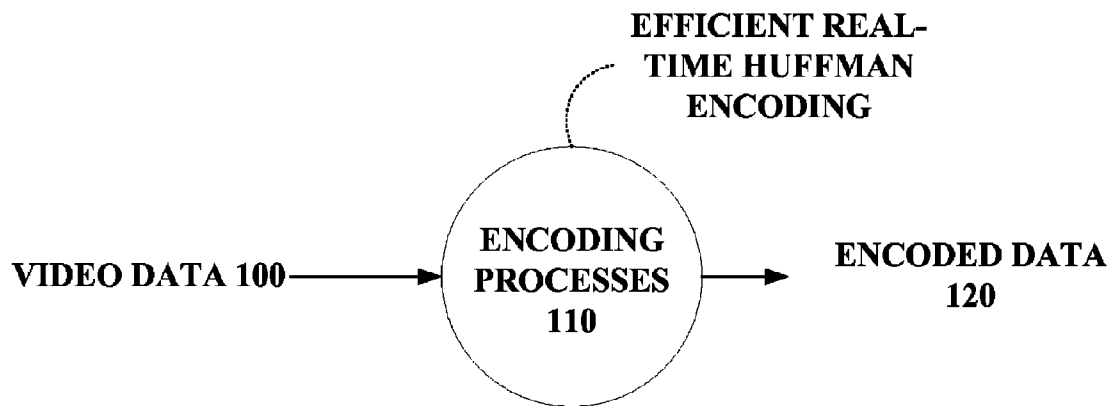 EFFICIENT REAL-
TIME HUFFMAN
ENCODING
VIDEO DATA 100
ENCODING
PROCESSES
110
ENCODED DATA
120